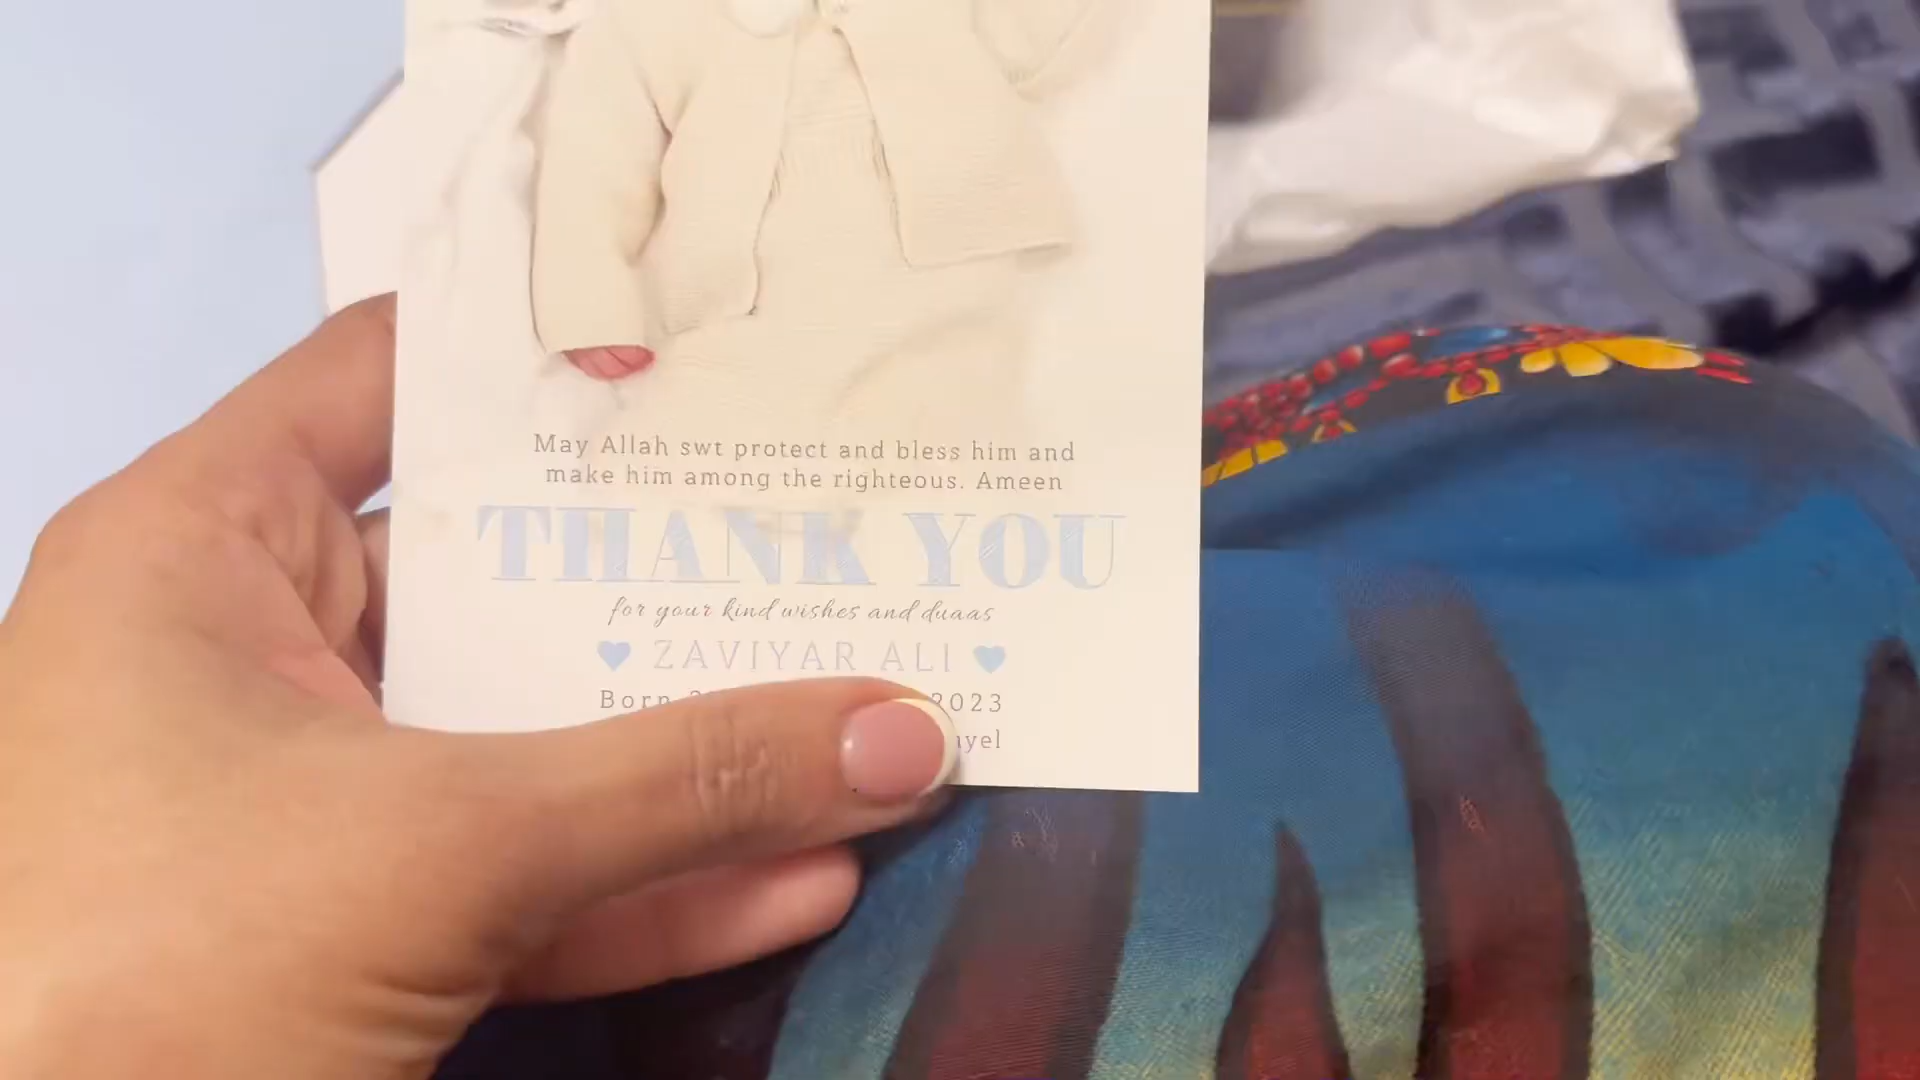 May Allah swt protect and bless him and
make him among the righteous. Ameen
THANK YOU
for your kind wishes and duaas
ZAVIYAR ALI
Born 2023